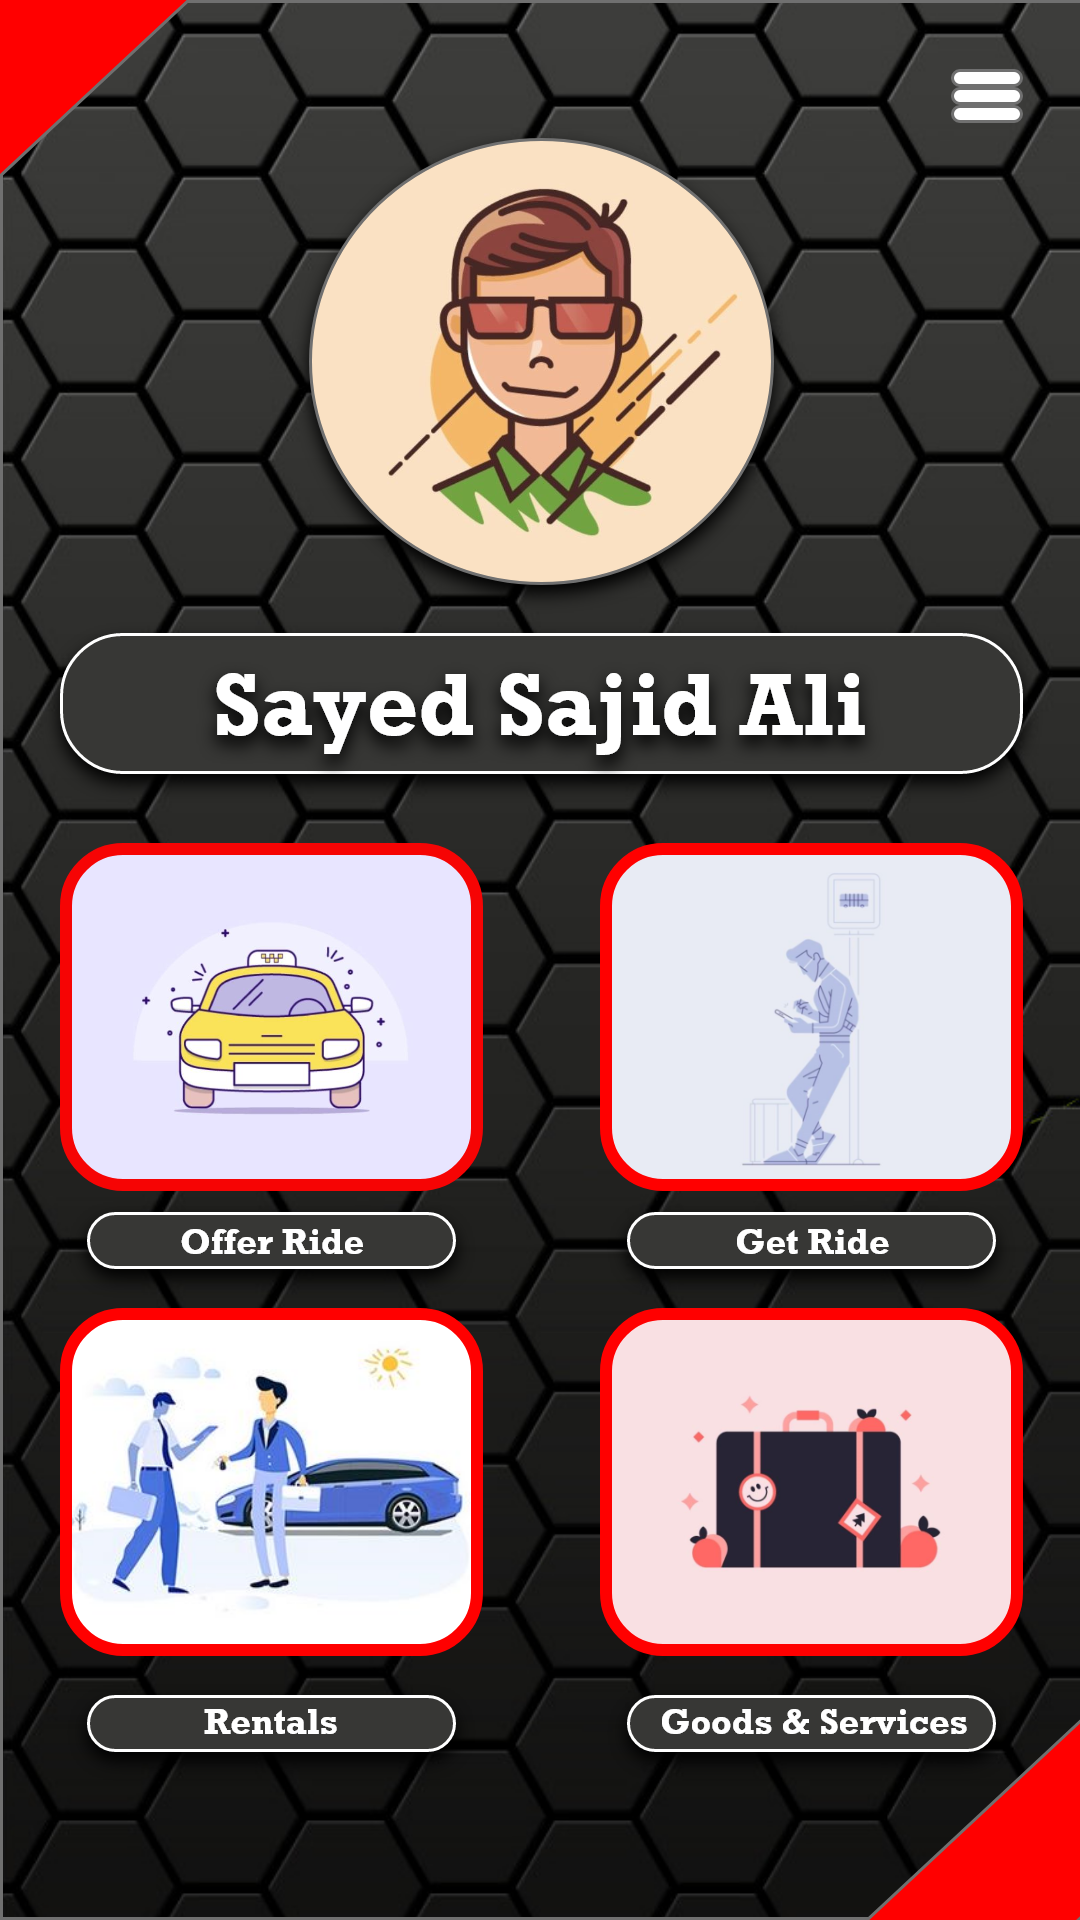 Sayed Sajid Ali
Offer Ride
Get Ride
Rentals
Goods & Services